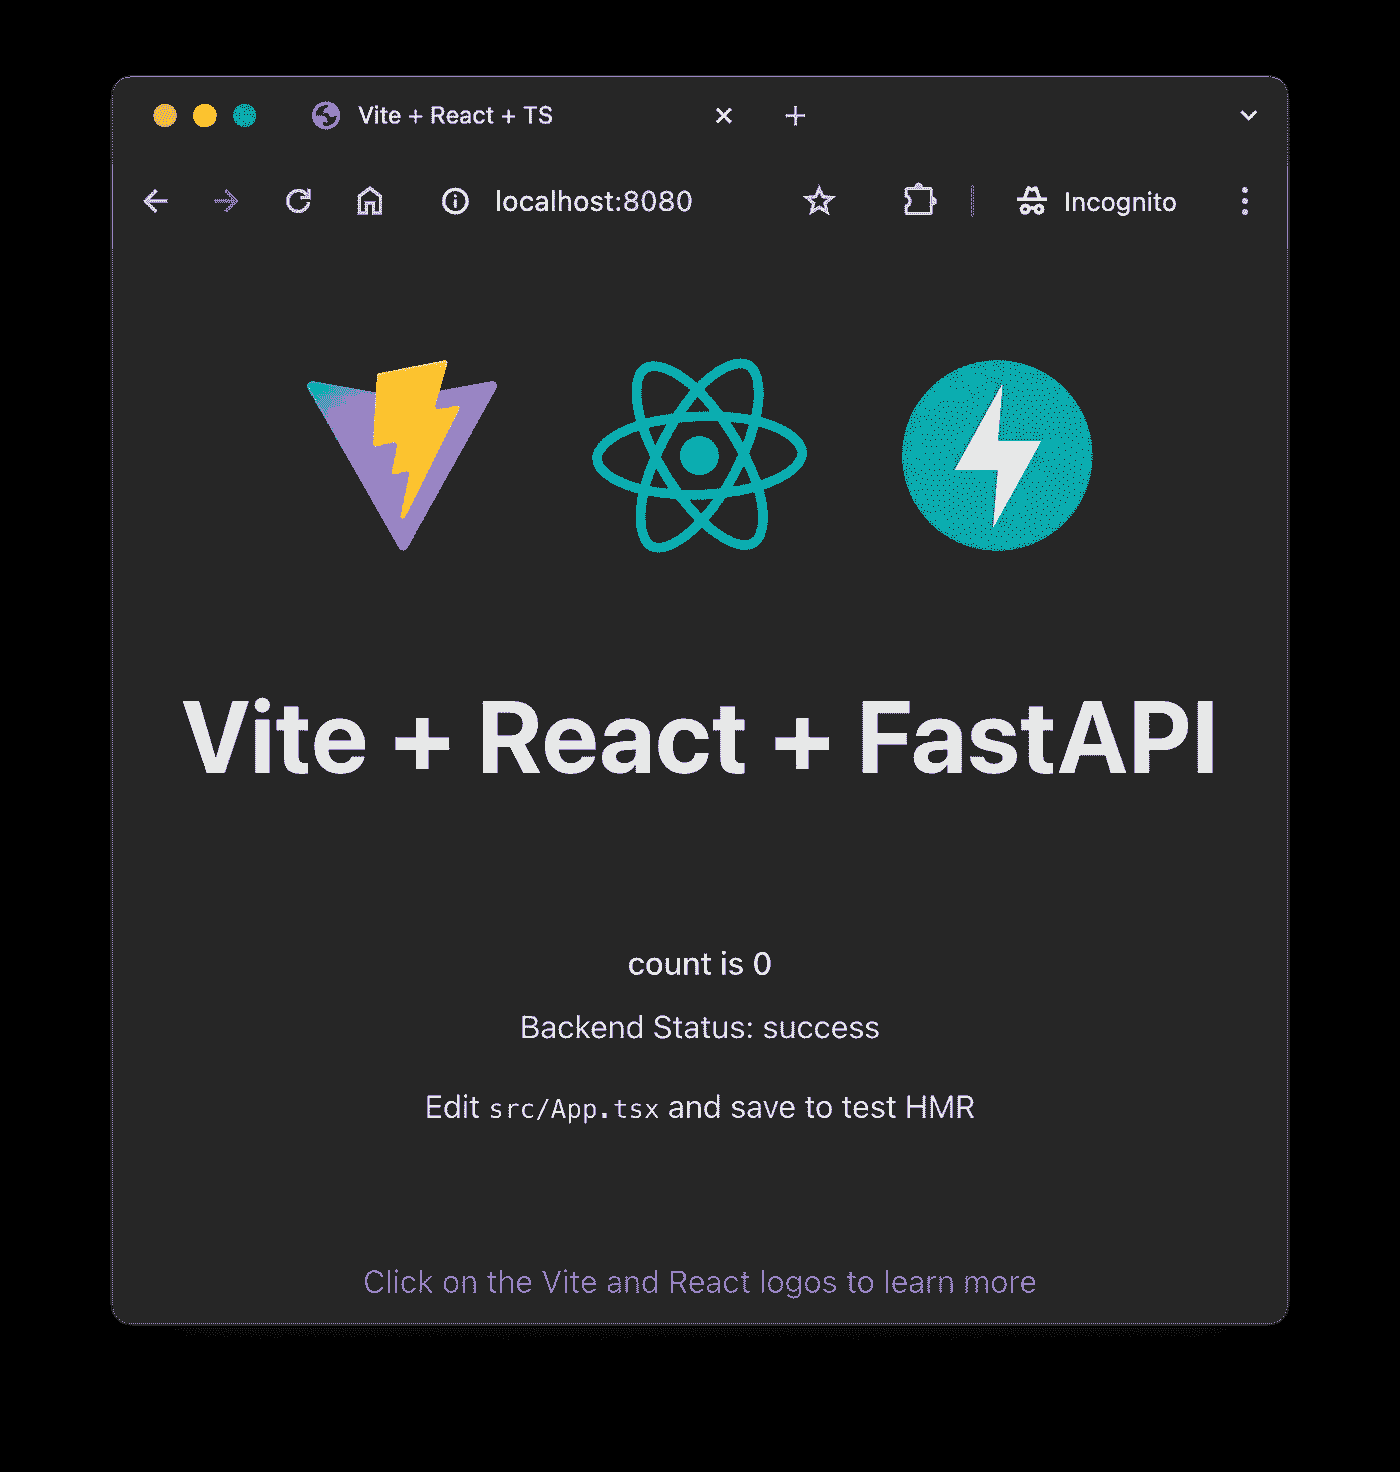 Vite + React + TS
localhost:8080
Incognito
Vite + React + FastAPI
count is 0
Backend Status: success
Edit src/App.tsx and save to test HMR
Click on the Vite and React logos to learn more